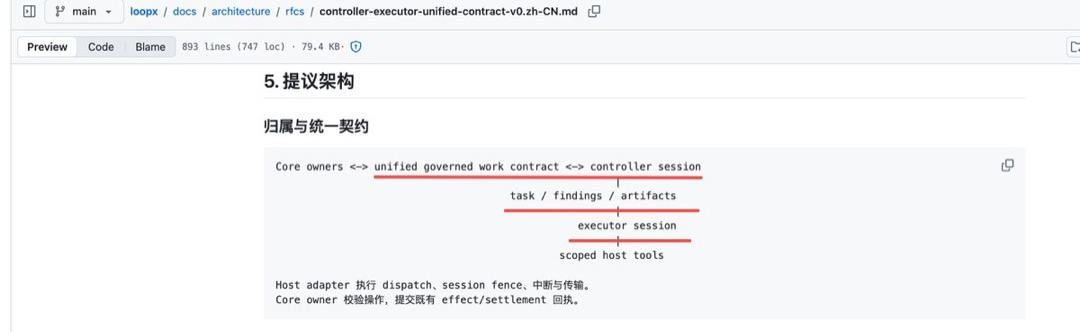 main
loopx / docs / architecture / rfcs / controller-executor-unified-contract-v0.zh-CN.md
Preview Code Blame 893 lines (747 loc) · 79.4 KB·
5. 提议架构
归属与统一契约
Core owners <-> unified governed work contract <-> controller session
|
task / findings / artifacts
|
executor session
|
scoped host tools
Host adapter 执行 dispatch、session fence、中断与传输。
Core owner 校验操作，提交既有 effect/settlement 回执。